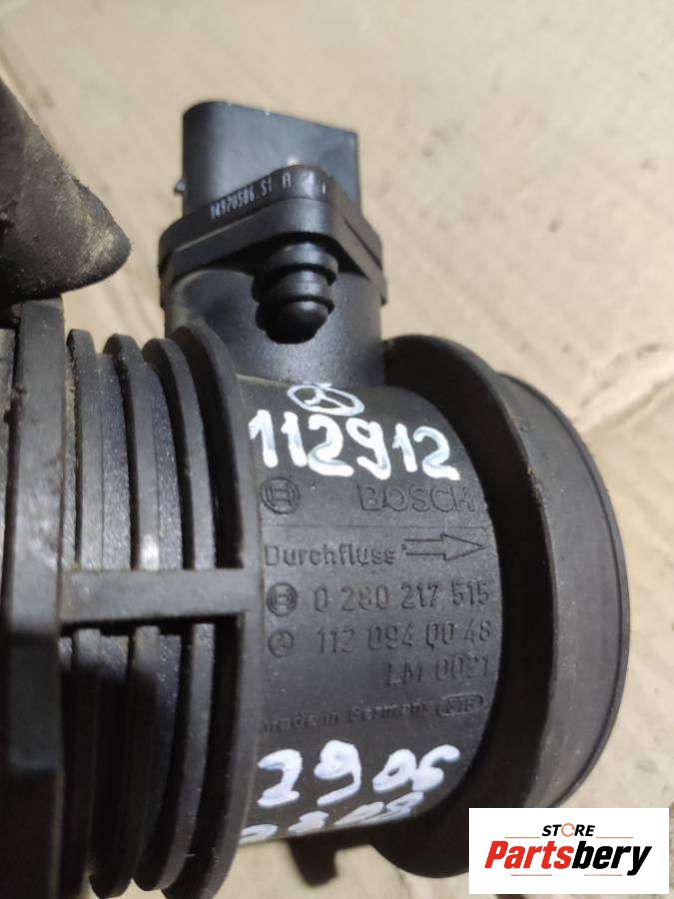 112912
BOSCH
Durchfluss
0 280 217 515
112 094 00 48
LM 0021
Made in Germany
2906
STORE
Partsbery